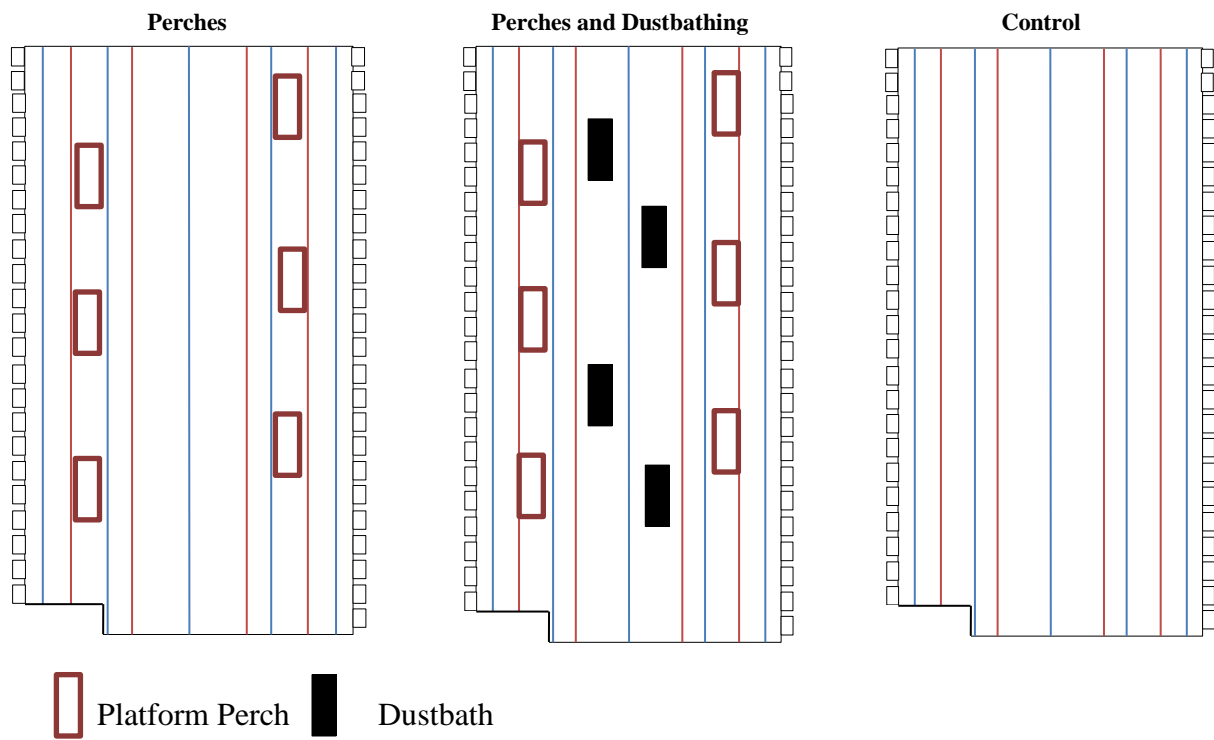 Perches
Perches and Dustbathing
Control
Platform Perch
Dustbath